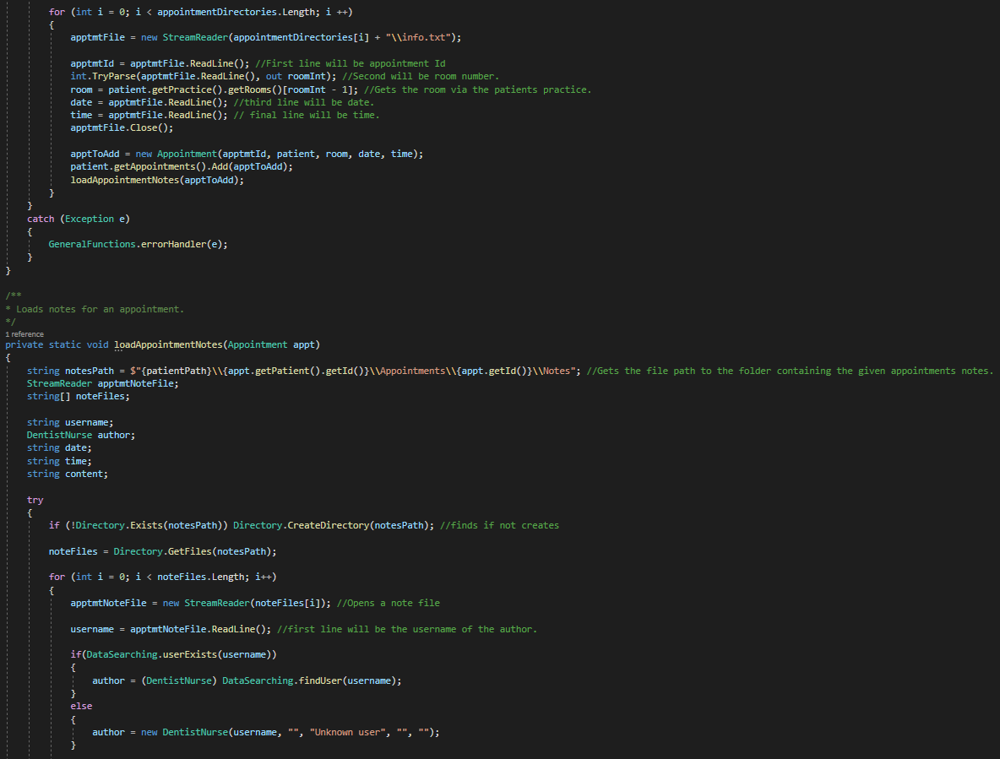 for (int i = 0; i < appointmentDirectories.Length; i ++)
{
apptmtFile = new StreamReader(appointmentDirectories[i] + "\\info.txt");
apptmtId = apptmtFile.ReadLine(); //First line will be appointment Id
int.TryParse(apptmtFile.ReadLine(), out roomInt); //Second will be room number.
room = patient.getPractice().getRooms()[roomInt - 1]; //Gets the room via the patients practice.
date = apptmtFile.ReadLine(); //third line will be date.
time = apptmtFile.ReadLine(); // final line will be time.
apptmtFile.Close();
apptToAdd = new Appointment(apptmtId, patient, room, date, time);
patient.getAppointments().Add(apptToAdd);
loadAppointmentNotes(apptToAdd);
}
}
catch (Exception e)
{
GeneralFunctions.errorHandler(e);
}
}
/**
* Loads notes for an appointment.
*/
1 reference
private static void loadAppointmentNotes(Appointment appt)
{
string notesPath = $"{patientPath}\\{appt.getPatient().getId()}\\Appointments\\{appt.getId()}\\Notes"; //Gets the file path to the folder containing the given appointments notes.
StreamReader apptmtNoteFile;
string[] noteFiles;
string username;
DentistNurse author;
string date;
string time;
string content;
try
{
if (!Directory.Exists(notesPath)) Directory.CreateDirectory(notesPath); //finds if not creates
noteFiles = Directory.GetFiles(notesPath);
for (int i = 0; i < noteFiles.Length; i++)
{
apptmtNoteFile = new StreamReader(noteFiles[i]); //Opens a note file
username = apptmtNoteFile.ReadLine(); //first line will be the username of the author.
if(DataSearching.userExists(username))
{
author = (DentistNurse) DataSearching.findUser(username);
}
else
{
author = new DentistNurse(username, "", "Unknown user", "", "");
}